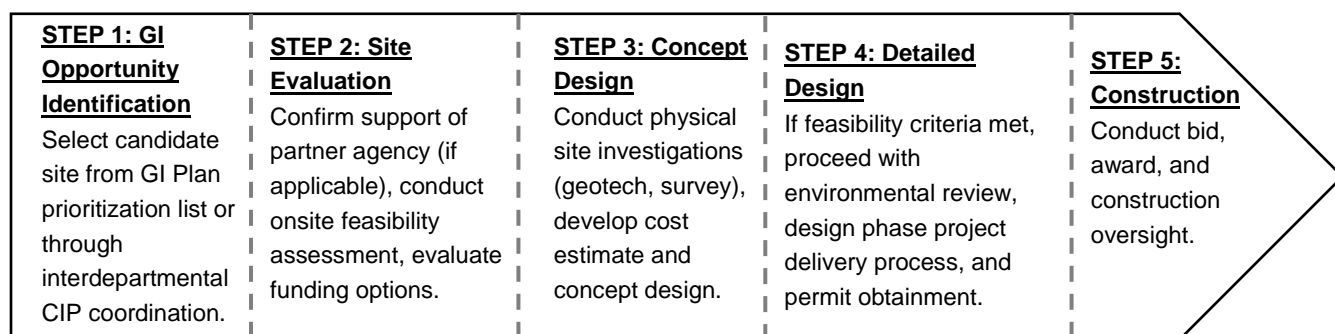 STEP 1: GI
Opportunity
Identification
Select candidate
site from GI Plan
prioritization list or
through
interdepartmental
CIP coordination.
STEP 2: Site
Evaluation
Confirm support of
partner agency (if
applicable), conduct
onsite feasibility
assessment, evaluate
funding options.
STEP 3: Concept
Design
Conduct physical
site investigations
(geotech, survey),
develop cost
estimate and
concept design.
STEP 4: Detailed
Design
If feasibility criteria met,
proceed with
environmental review,
design phase project
delivery process, and
permit obtainment.
STEP 5:
Construction
Conduct bid,
award, and
construction
oversight.